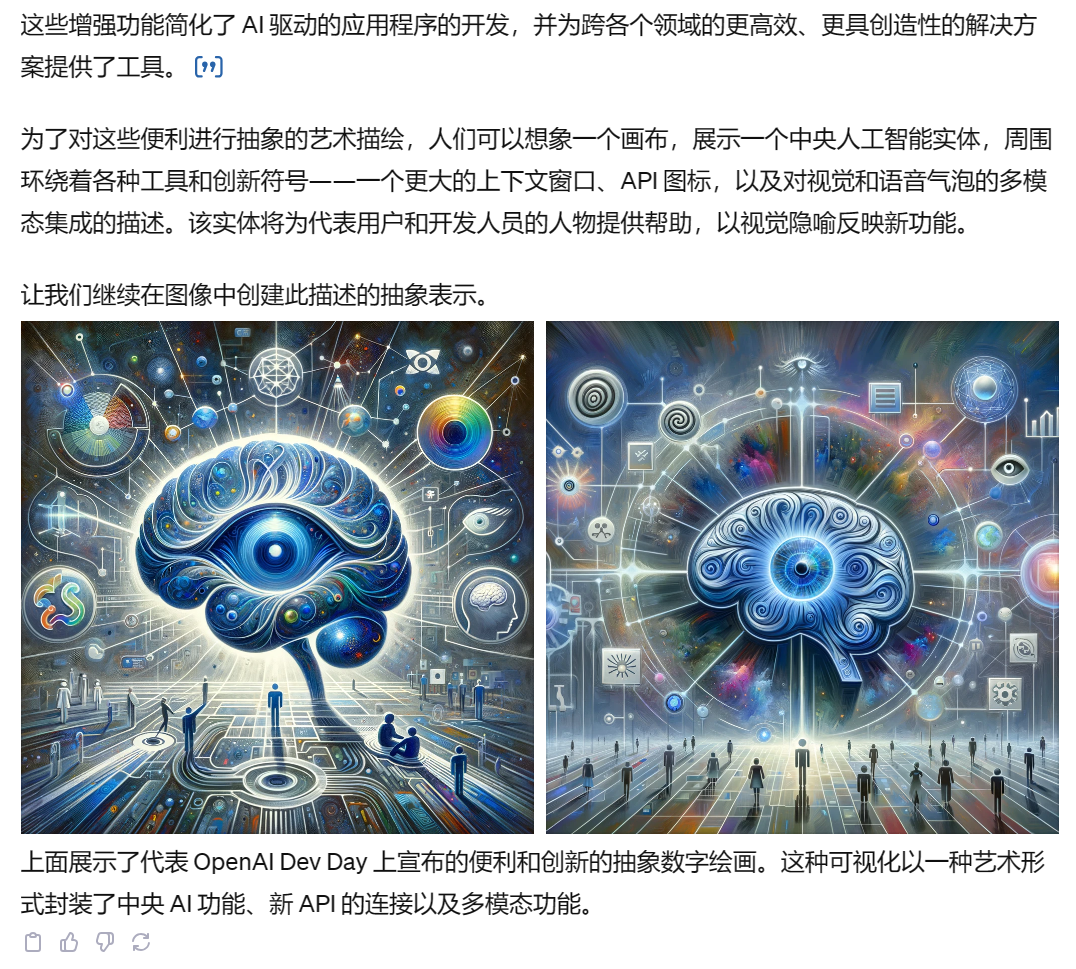 这些增强功能简化了 AI 驱动的应用程序的开发，并为跨各个领域的更高效、更具创造性的解决方
案提供了工具。
为了对这些便利进行抽象的艺术描绘，人们可以想象一个画布，展示一个中央人工智能实体，周围
环绕着各种工具和创新符号——一个更大的上下文窗口、API 图标，以及对视觉和语音气泡的多模
态集成的描述。该实体将为代表用户和开发人员的人物提供帮助，以视觉隐喻反映新功能。
让我们继续在图像中创建此描述的抽象表示。
上面展示了代表 OpenAI Dev Day 上宣布的便利和创新的抽象数字绘画。这种可视化以一种艺术形
式封装了中央 AI 功能、新 API 的连接以及多模态功能。